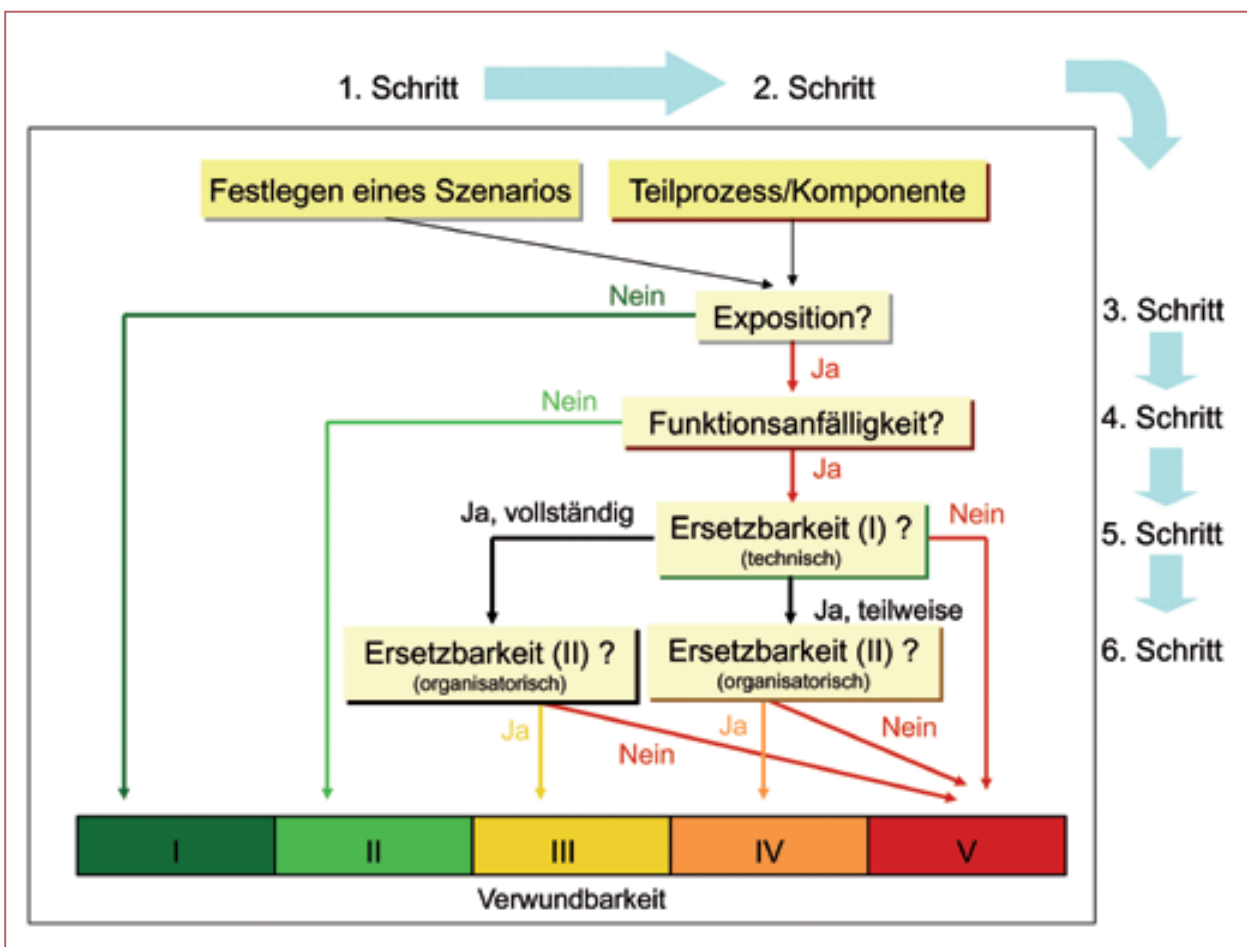 1. Schritt
2. Schritt
Festlegen eines Szenarios
Teilprozess/Komponente
Nein
Exposition?
3. Schritt
Ja
Nein
Funktionsanfälligkeit?
4. Schritt
Ja
Ja, vollständig
Ersetzbarkeit (I) ?
(technisch)
Nein
5. Schritt
Ja, teilweise
Ersetzbarkeit (II) ?
(organisatorisch)
Ersetzbarkeit (II) ?
(organisatorisch)
6. Schritt
Ja
Nein
Ja
Nein
I
II
III
IV
V
Verwundbarkeit